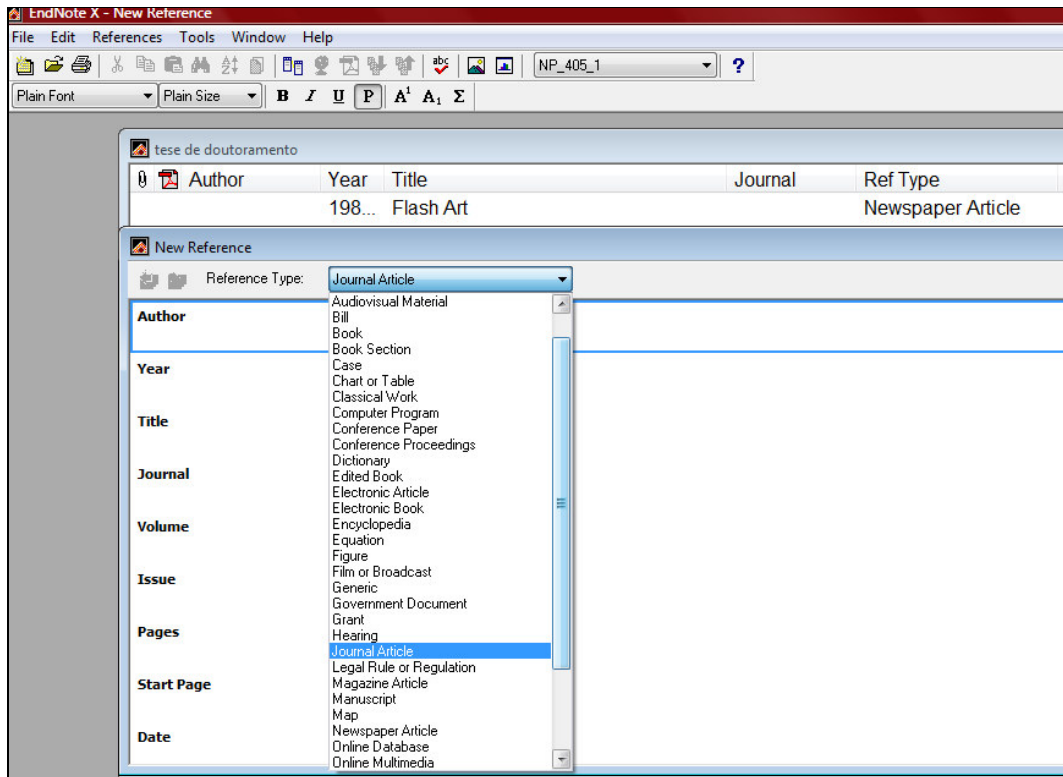 EndNote X - New Reference
File Edit References Tools Window Help
abc NP_405_1 ?
Plain Font Plain Size B I U P A1 A1 Σ
tese de doutoramento
Author Year Title Journal Ref Type
198... Flash Art Newspaper Article
New Reference
Reference Type: Journal Article
Author
Year
Title
Journal
Volume
Issue
Pages
Start Page
Date
Audiovisual Material
Bill
Book
Book Section
Case
Chart or Table
Classical Work
Computer Program
Conference Paper
Conference Proceedings
Dictionary
Edited Book
Electronic Article
Electronic Book
Encyclopedia
Equation
Figure
Film or Broadcast
Generic
Government Document
Grant
Hearing
Journal Article
Legal Rule or Regulation
Magazine Article
Manuscript
Map
Newspaper Article
Online Database
Online Multimedia